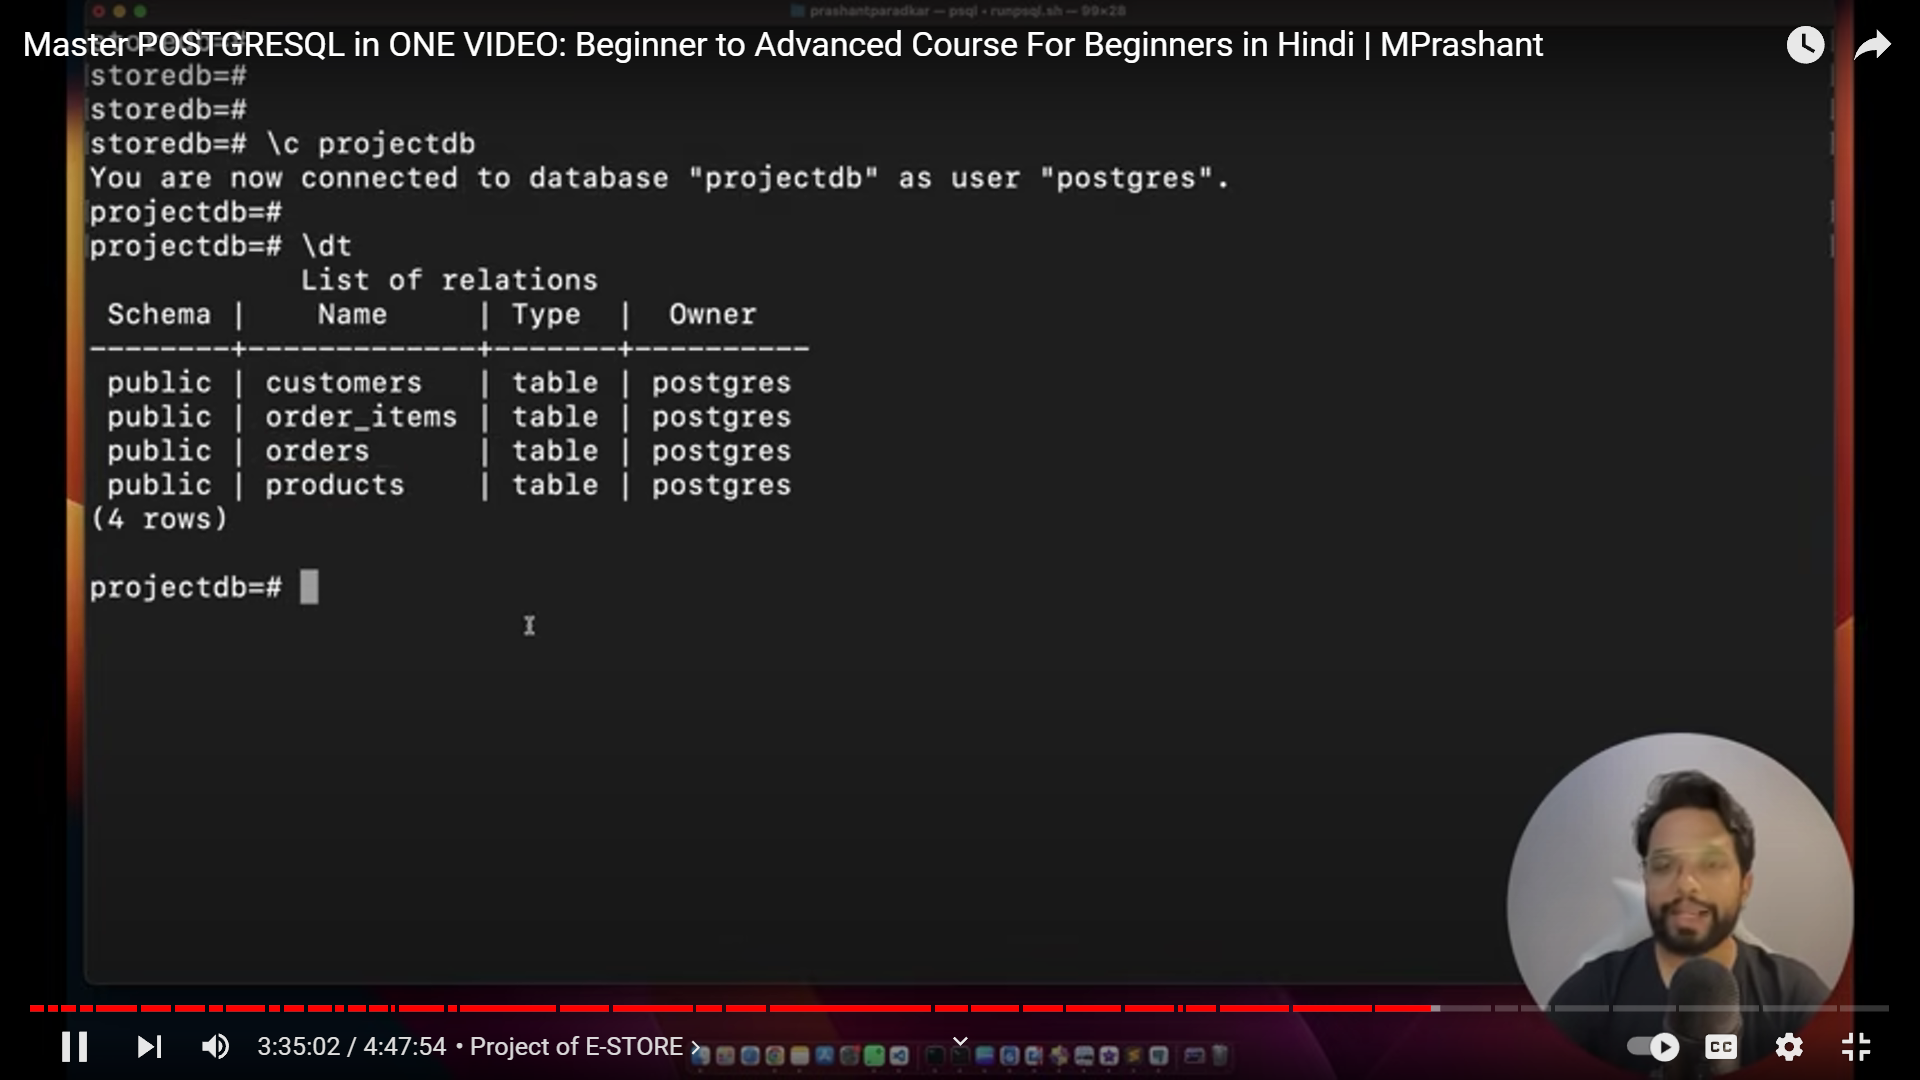 prashantparadkar — psql • runpsql.sh — 99×28
Master POSTGRESQL in ONE VIDEO: Beginner to Advanced Course For Beginners in Hindi | MPrashant
storedb=#
storedb=#
storedb=#
storedb=# \c projectdb
You are now connected to database "projectdb" as user "postgres".
projectdb=#
projectdb=# \dt
List of relations
Schema | Name | Type | Owner
--------+-------------+-------+----------
public | customers | table | postgres
public | order_items | table | postgres
public | orders | table | postgres
public | products | table | postgres
(4 rows)
projectdb=#
3:35:02 / 4:47:54 • Project of E-STORE ›
CC